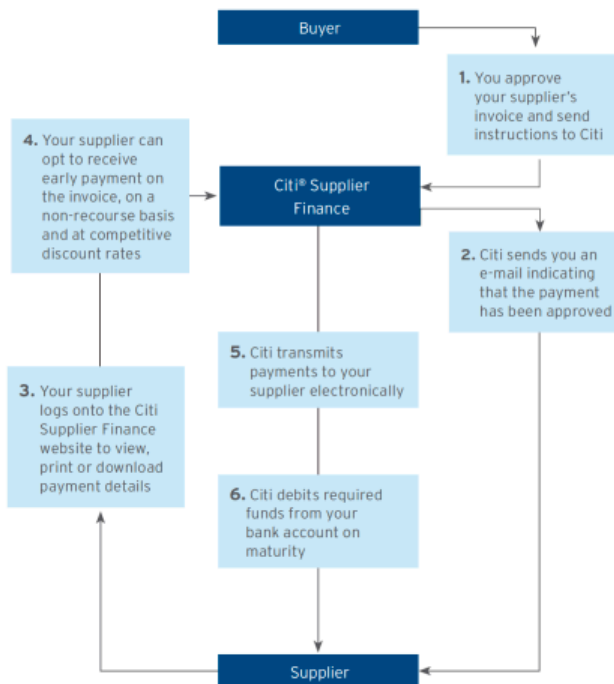 Buyer
1. You approve
your supplier's
invoice and send
instructions to Citi
4. Your supplier can
opt to receive
early payment on
the invoice, on a
non-recourse basis
and at competitive
discount rates
Citi® Supplier
Finance
2. Citi sends you an
e-mail indicating
that the payment
has been approved
5. Citi transmits
payments to your
supplier electronically
3. Your supplier
logs onto the Citi
Supplier Finance
website to view,
print or download
payment details
6. Citi debits required
funds from your
bank account on
maturity
Supplier